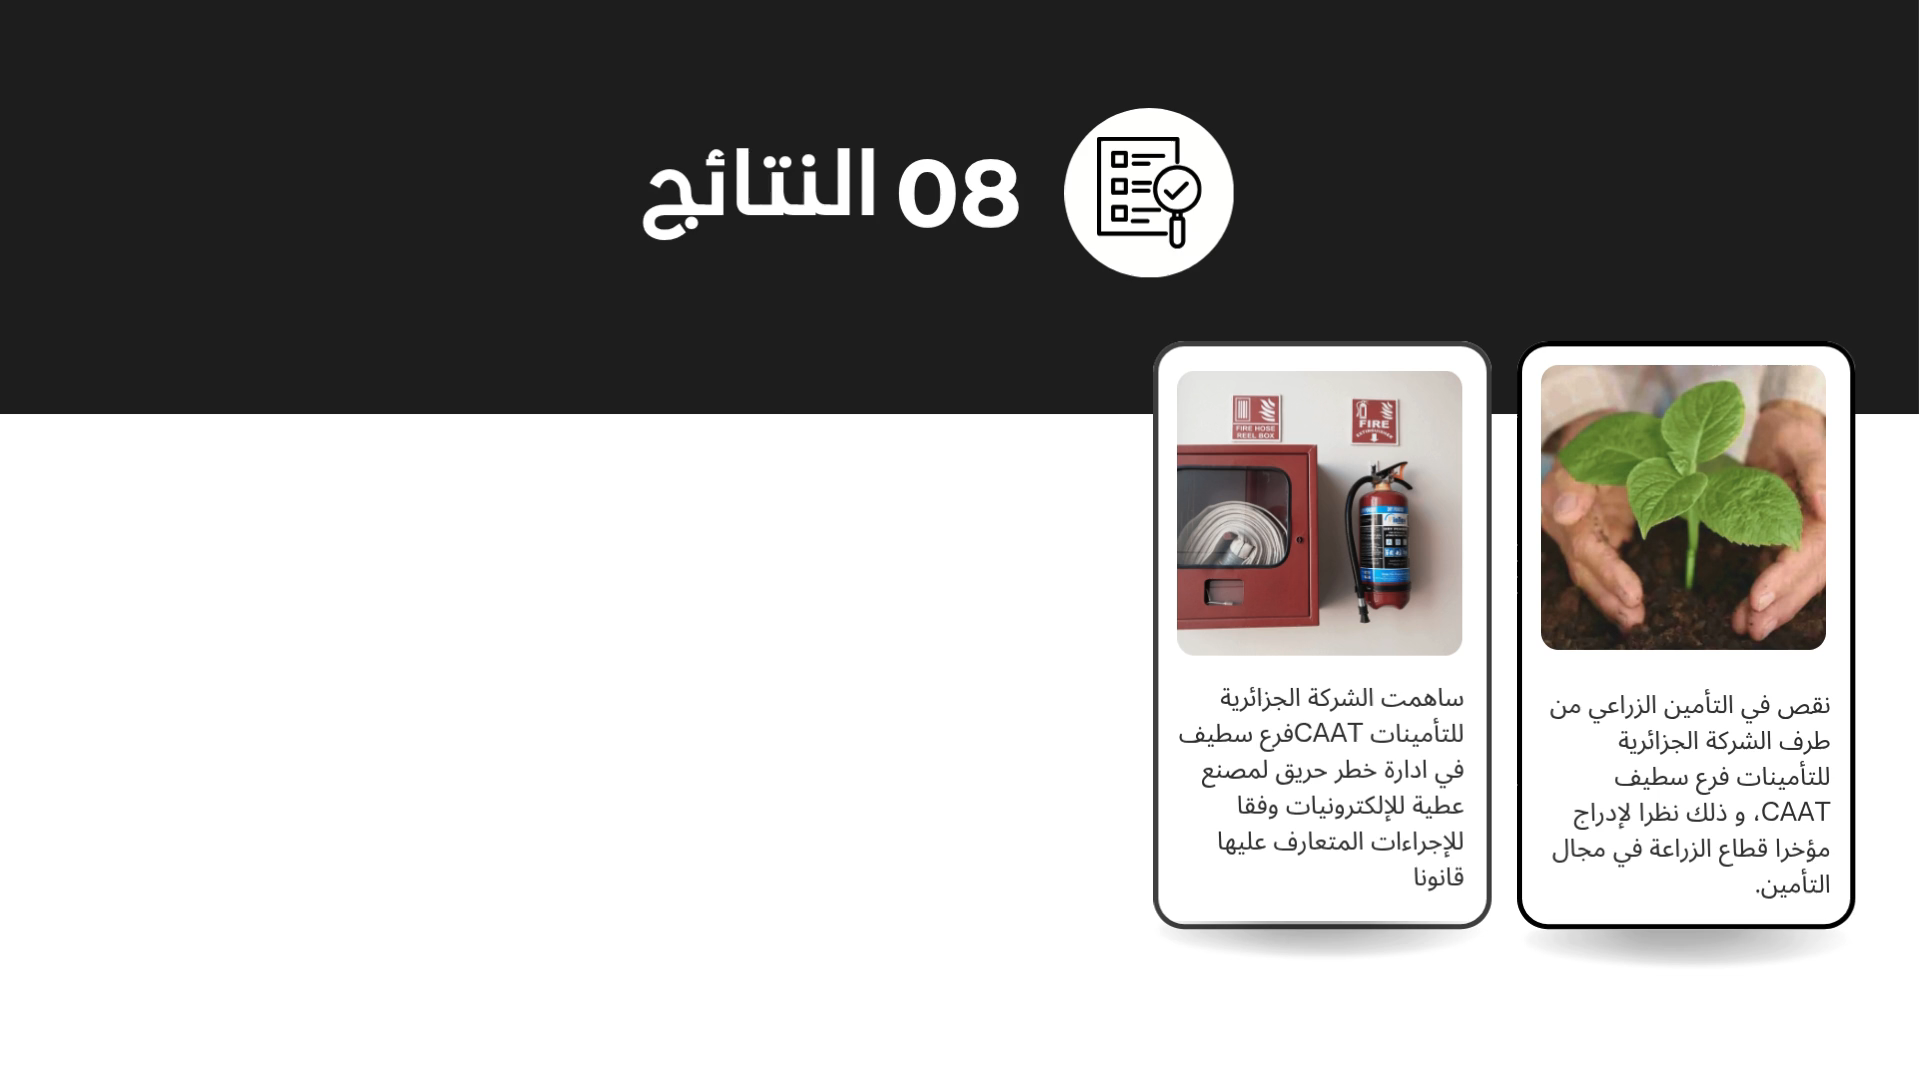 08 النتائج
نقص في التأمين الزراعي من
طرف الشركة الجزائرية
للتأمينات فرع سطيف
CAAT، و ذلك نظرا لإدراج
مؤخرا قطاع الزراعة في مجال
التأمين.
FIRE HOSE
REEL BOX
FIRE
EXTINGUISHER
ساهمت الشركة الجزائرية
للتأمينات CAATفرع سطيف
في ادارة خطر حريق لمصنع
عطية للإلكترونيات وفقا
للإجراءات المتعارف عليها
قانونا